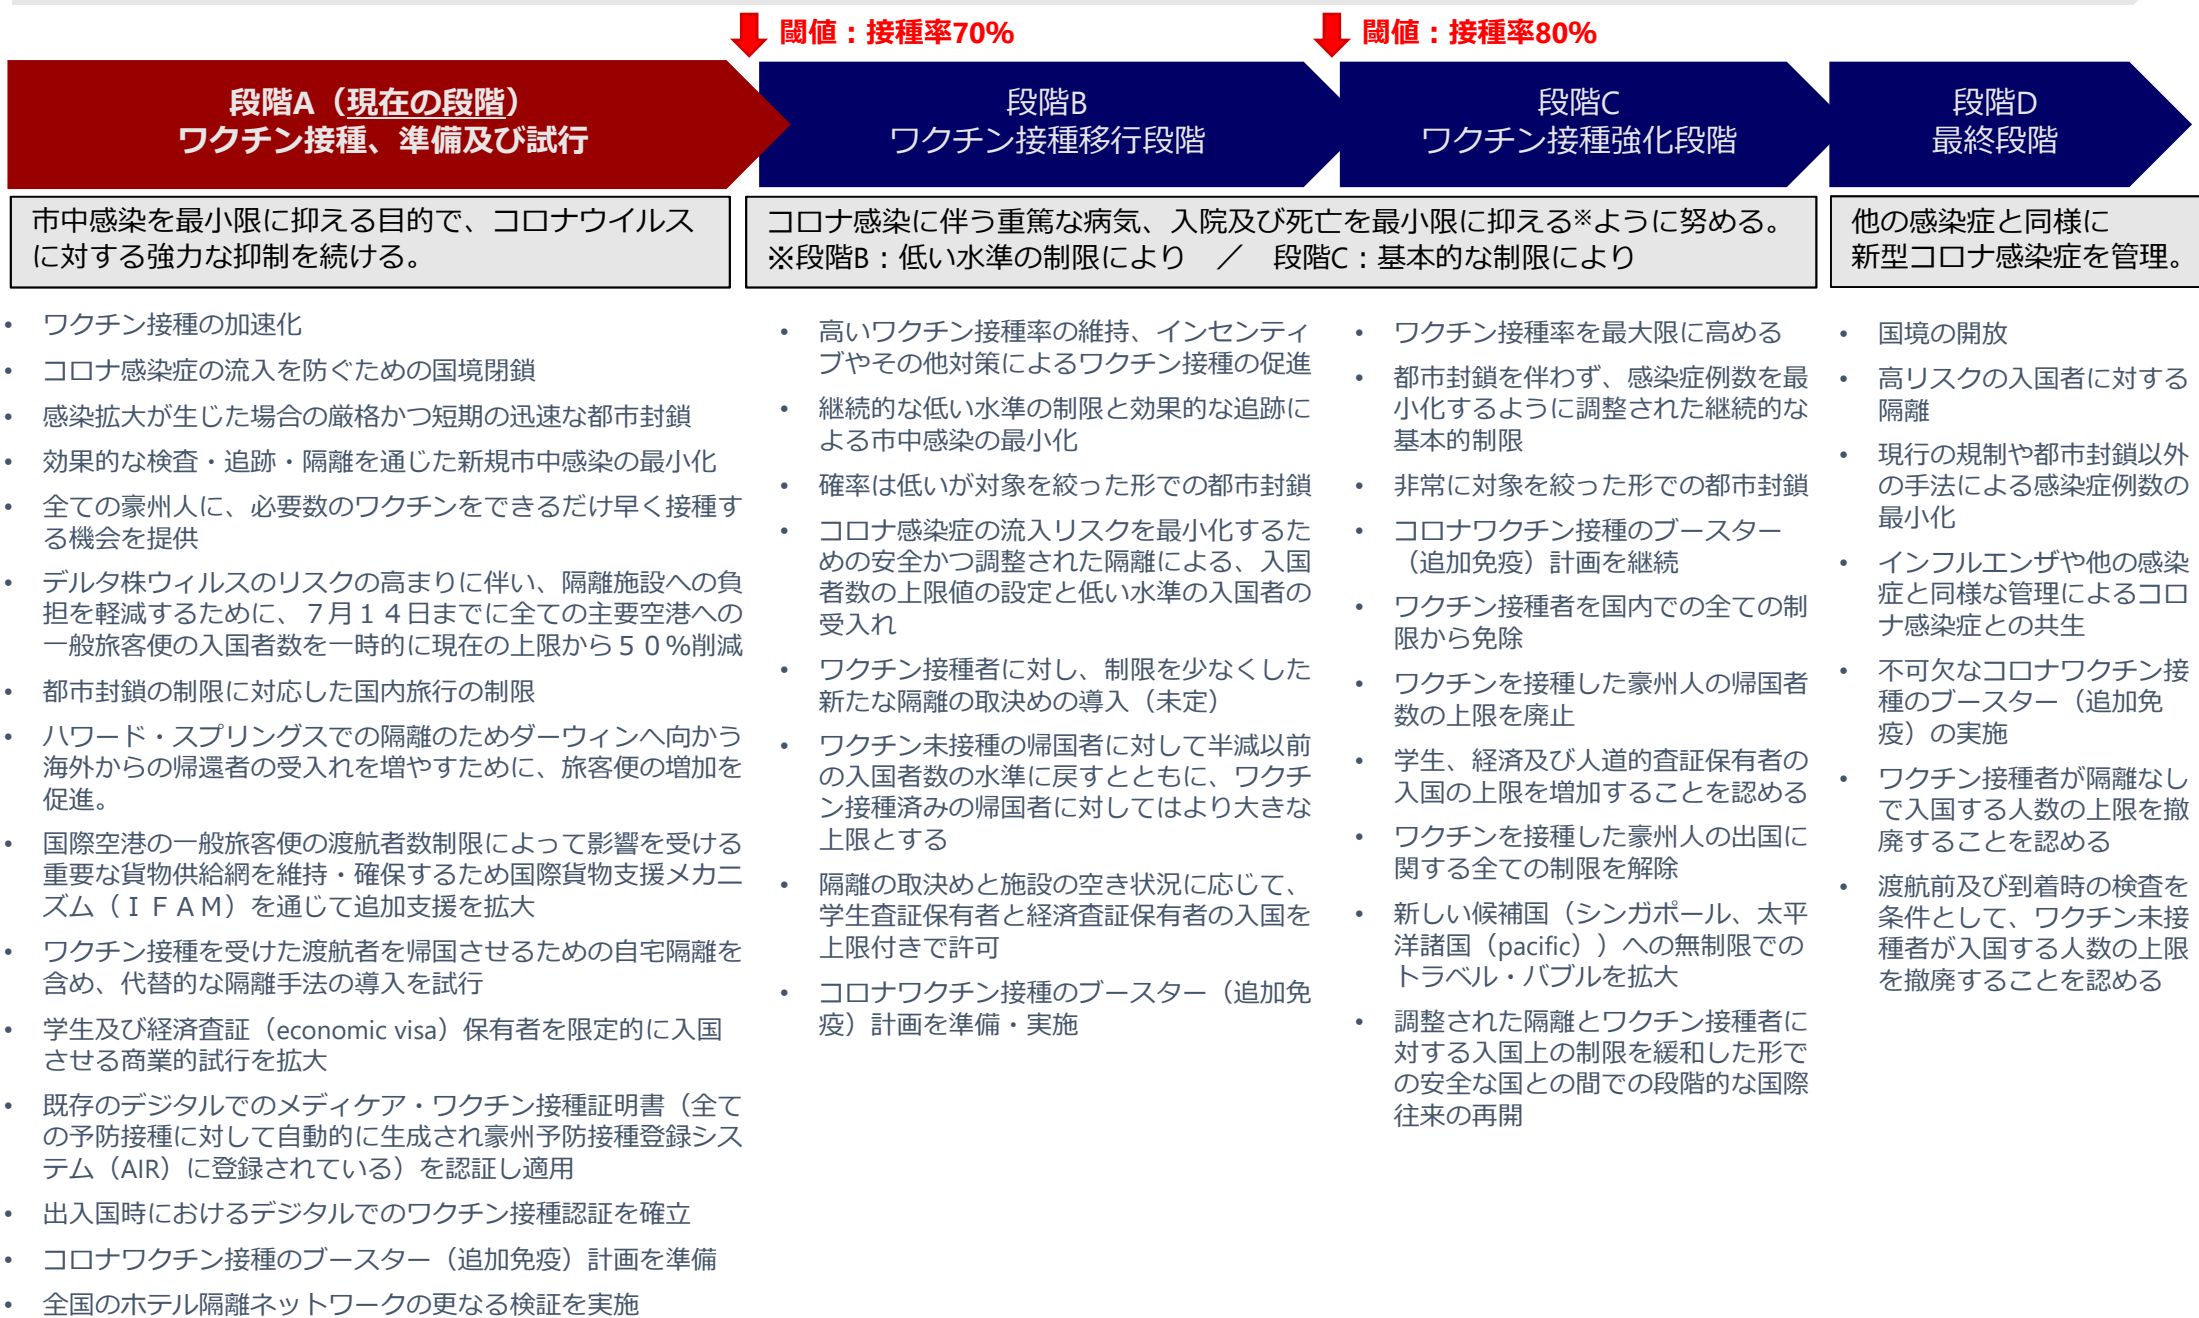 閾値：接種率70%
閾値：接種率80%
段階A（現在の段階）
ワクチン接種、準備及び試行
段階B
ワクチン接種移行段階
段階C
ワクチン接種強化段階
段階D
最終段階
市中感染を最小限に抑える目的で、コロナウイルス
に対する強力な抑制を続ける。
コロナ感染に伴う重篤な病気、入院及び死亡を最小限に抑える※ように努める。
※段階B：低い水準の制限により　／　段階C：基本的な制限により
他の感染症と同様に
新型コロナ感染症を管理。
• ワクチン接種の加速化
• コロナ感染症の流入を防ぐための国境閉鎖
• 感染拡大が生じた場合の厳格かつ短期の迅速な都市封鎖
• 効果的な検査・追跡・隔離を通じた新規市中感染の最小化
• 全ての豪州人に、必要数のワクチンをできるだけ早く接種す
る機会を提供
• デルタ株ウィルスのリスクの高まりに伴い、隔離施設への負
担を軽減するために、７月１４日までに全ての主要空港への
一般旅客便の入国者数を一時的に現在の上限から５０％削減
• 都市封鎖の制限に対応した国内旅行の制限
• ハワード・スプリングスでの隔離のためダーウィンへ向かう
海外からの帰還者の受入れを増やすために、旅客便の増加を
促進。
• 国際空港の一般旅客便の渡航者数制限によって影響を受ける
重要な貨物供給網を維持・確保するため国際貨物支援メカニ
ズム（ＩＦＡＭ）を通じて追加支援を拡大
• ワクチン接種を受けた渡航者を帰国させるための自宅隔離を
含め、代替的な隔離手法の導入を試行
• 学生及び経済査証（economic visa）保有者を限定的に入国
させる商業的試行を拡大
• 既存のデジタルでのメディケア・ワクチン接種証明書（全て
の予防接種に対して自動的に生成され豪州予防接種登録シス
テム（AIR）に登録されている）を認証し適用
• 出入国時におけるデジタルでのワクチン接種認証を確立
• コロナワクチン接種のブースター（追加免疫）計画を準備
• 全国のホテル隔離ネットワークの更なる検証を実施
• 高いワクチン接種率の維持、インセンティ
ブやその他対策によるワクチン接種の促進
• 継続的な低い水準の制限と効果的な追跡に
よる市中感染の最小化
• 確率は低いが対象を絞った形での都市封鎖
• コロナ感染症の流入リスクを最小化するた
めの安全かつ調整された隔離による、入国
者数の上限値の設定と低い水準の入国者の
受入れ
• ワクチン接種者に対し、制限を少なくした
新たな隔離の取決めの導入（未定）
• ワクチン未接種の帰国者に対して半減以前
の入国者数の水準に戻すとともに、ワクチ
ン接種済みの帰国者に対してはより大きな
上限とする
• 隔離の取決めと施設の空き状況に応じて、
学生査証保有者と経済査証保有者の入国を
上限付きで許可
• コロナワクチン接種のブースター（追加免
疫）計画を準備・実施
• ワクチン接種率を最大限に高める
• 都市封鎖を伴わず、感染症例数を最
小化するように調整された継続的な
基本的制限
• 非常に対象を絞った形での都市封鎖
• コロナワクチン接種のブースター
（追加免疫）計画を継続
• ワクチン接種者を国内での全ての制
限から免除
• ワクチンを接種した豪州人の帰国者
数の上限を廃止
• 学生、経済及び人道的査証保有者の
入国の上限を増加することを認める
• ワクチンを接種した豪州人の出国に
関する全ての制限を解除
• 新しい候補国（シンガポール、太平
洋諸国（pacific））への無制限での
トラベル・バブルを拡大
• 調整された隔離とワクチン接種者に
対する入国上の制限を緩和した形で
の安全な国との間での段階的な国際
往来の再開
• 国境の開放
• 高リスクの入国者に対する
隔離
• 現行の規制や都市封鎖以外
の手法による感染症例数の
最小化
• インフルエンザや他の感染
症と同様な管理によるコロ
ナ感染症との共生
• 不可欠なコロナワクチン接
種のブースター（追加免
疫）の実施
• ワクチン接種者が隔離なし
で入国する人数の上限を撤
廃することを認める
• 渡航前及び到着時の検査を
条件として、ワクチン未接
種者が入国する人数の上限
を撤廃することを認める